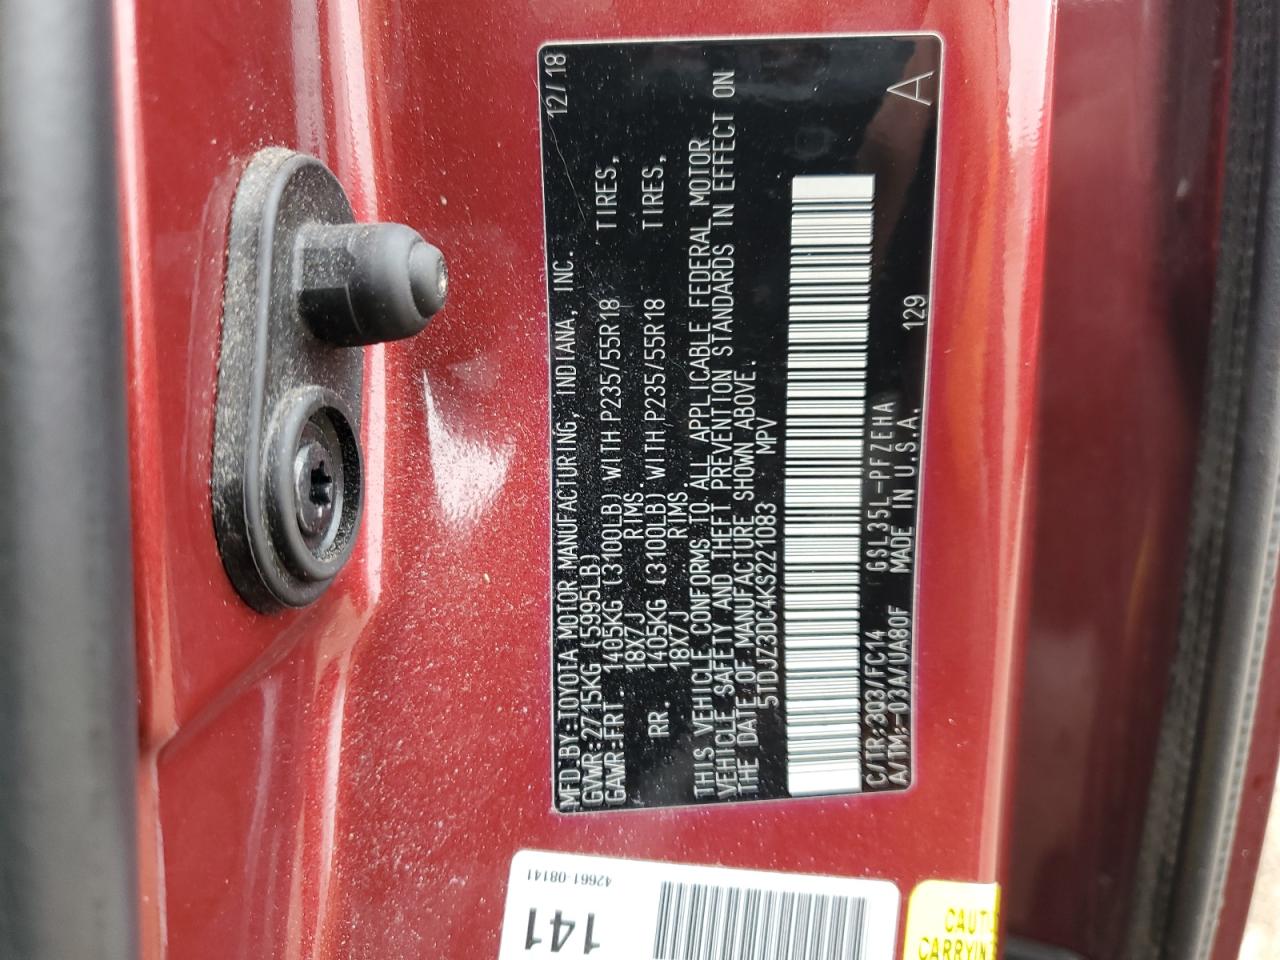 MFD.BY:TOYOTA MOTOR MANUFACTURING, INDIANA, INC. 12/18
GVWR:2715KG (5995LB)
GAWR:FRT. 1405KG (3100LB) WITH P235/55R18 TIRES,
18X7J RIMS.
RR. 1405KG (3100LB) WITH P235/55R18 TIRES,
18X7J RIMS
THIS VEHICLE CONFORMS TO ALL APPLICABLE FEDERAL MOTOR
VEHICLE SAFETY AND THEFT PREVENTION STANDARDS IN EFFECT ON
THE DATE OF MANUFACTURE SHOWN ABOVE.
5TDJZ3DC4KS221083 MPV
C/TR:3Q3/FC14 GSL35L-PFZEHA
A/TM:-03A/UA80F MADE IN U.S.A. 129 A
42661-08141
141
CARRYIN